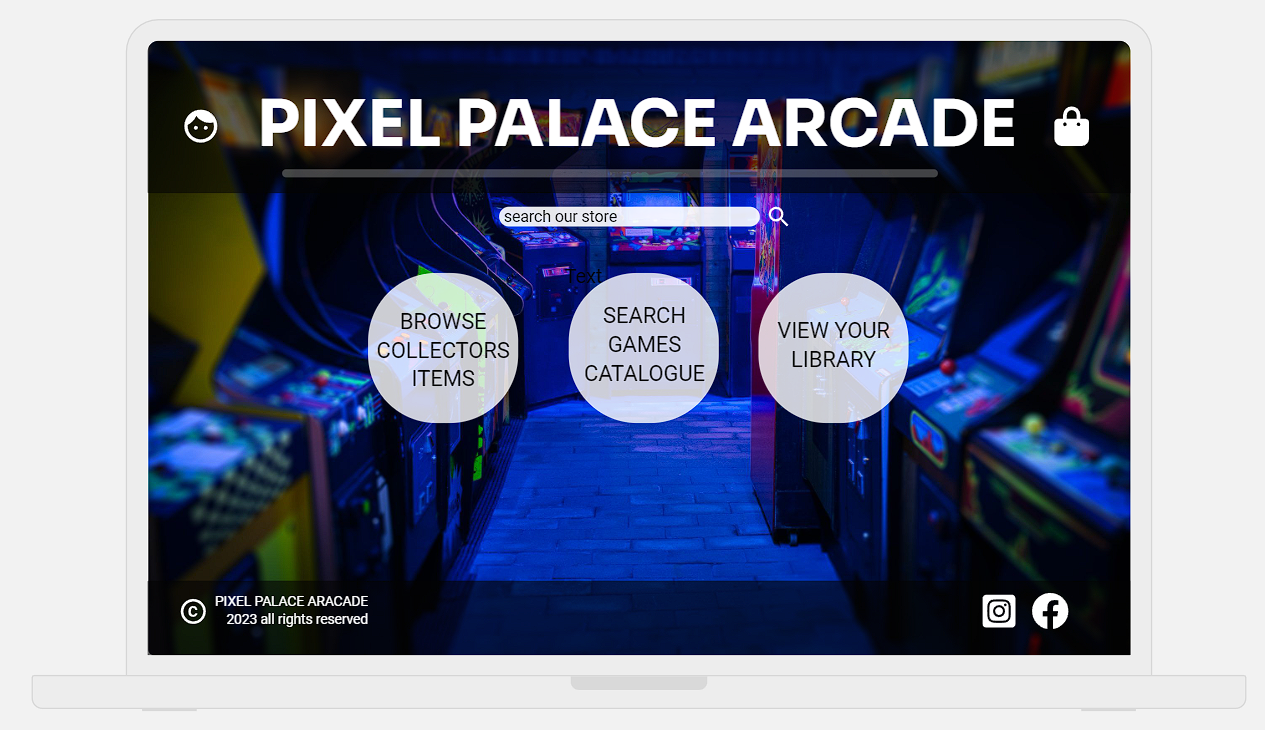 PIXEL PALACE ARCADE
search our store
Text
BROWSE
COLLECTORS
ITEMS
SEARCH
GAMES
CATALOGUE
VIEW YOUR
LIBRARY
© PIXEL PALACE ARACADE
2023 all rights reserved